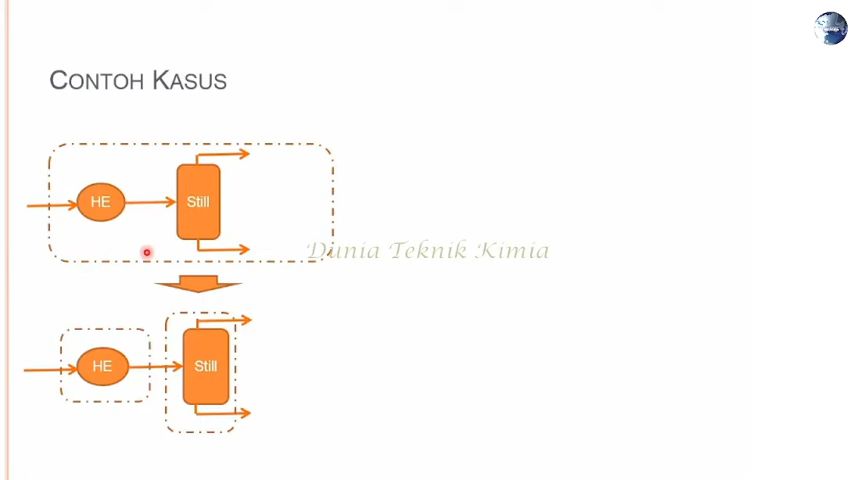 CONTOH KASUS
HE
Still
Dunia Teknik Kimia
HE
Still